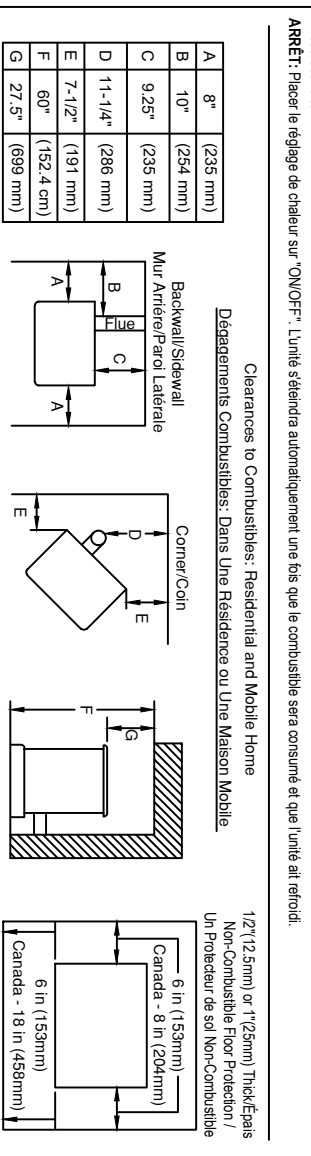 ARRÊT: Placer le réglage de chaleur sur "ON/OFF". L'unité s'éteindra automatiquement une fois que le combustible sera consumé et que l'unité ait refroidi.
Clearances to Combustibles: Residential and Mobile Home
Dégagements Combustibles: Dans Une Résidence ou Une Maison Mobile
A 8" (235 mm)
B 10" (254 mm)
C 9.25" (235 mm)
D 11-1/4" (286 mm)
E 7-1/2" (191 mm)
F 60" (152.4 cm)
G 27.5" (699 mm)
Backwall/Sidewall
Mur Arriére/Paroi Latérale
B
Flue
C
A
A
Corner/Coin
D
E
E
F
G
1/2"(12.5mm) or 1"(25mm) Thick/Épais
Non-Combustible Floor Protection /
Un Protecteur de sol Non-Combustible
6 in (153mm)
Canada - 8 in (204mm)
6 in (153mm)
Canada - 18 in (458mm)